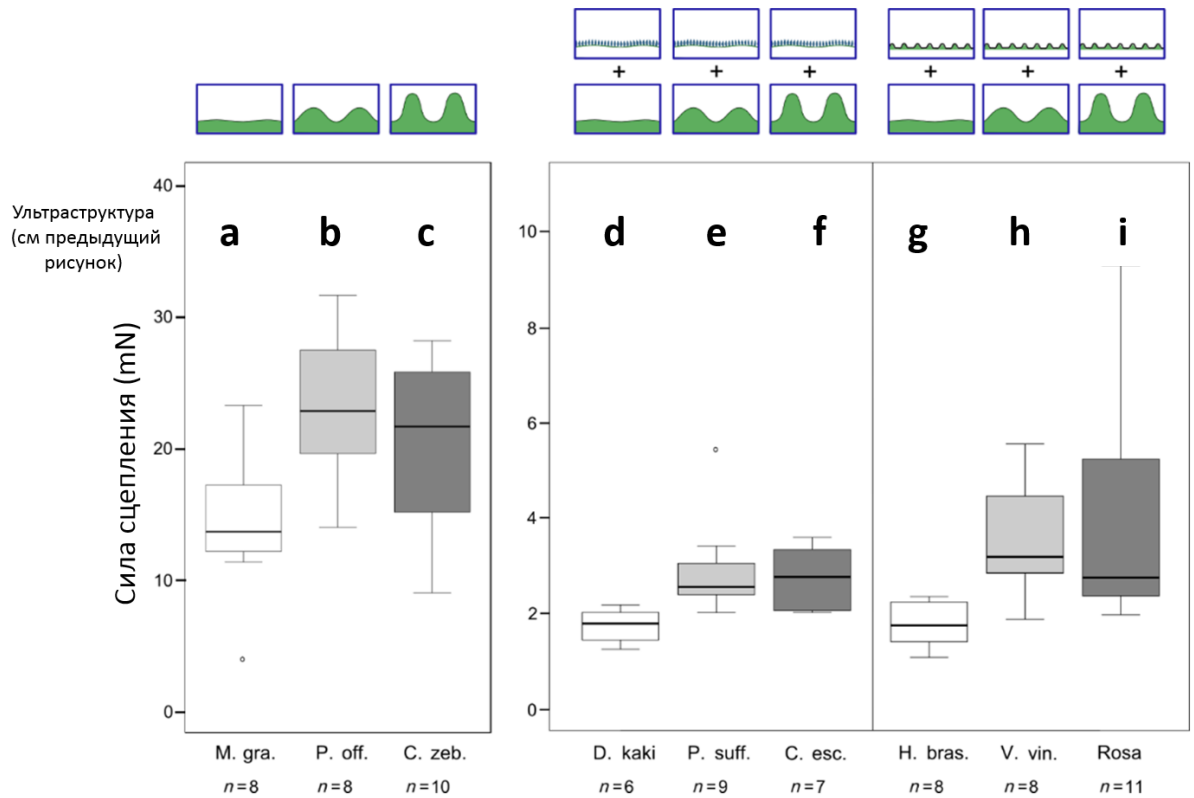 + + + + + +
40
Ультраструктура
(см предыдущий
рисунок)
a b c d e f g h i
10
30
8
Сила сцепления (mN)
6
20
4
10
2
0
0
M. gra. P. off. C. zeb. D. kaki P. suff. C. esc. H. bras. V. vin. Rosa
n=8 n=8 n=10 n=6 n=9 n=7 n=8 n=8 n=11